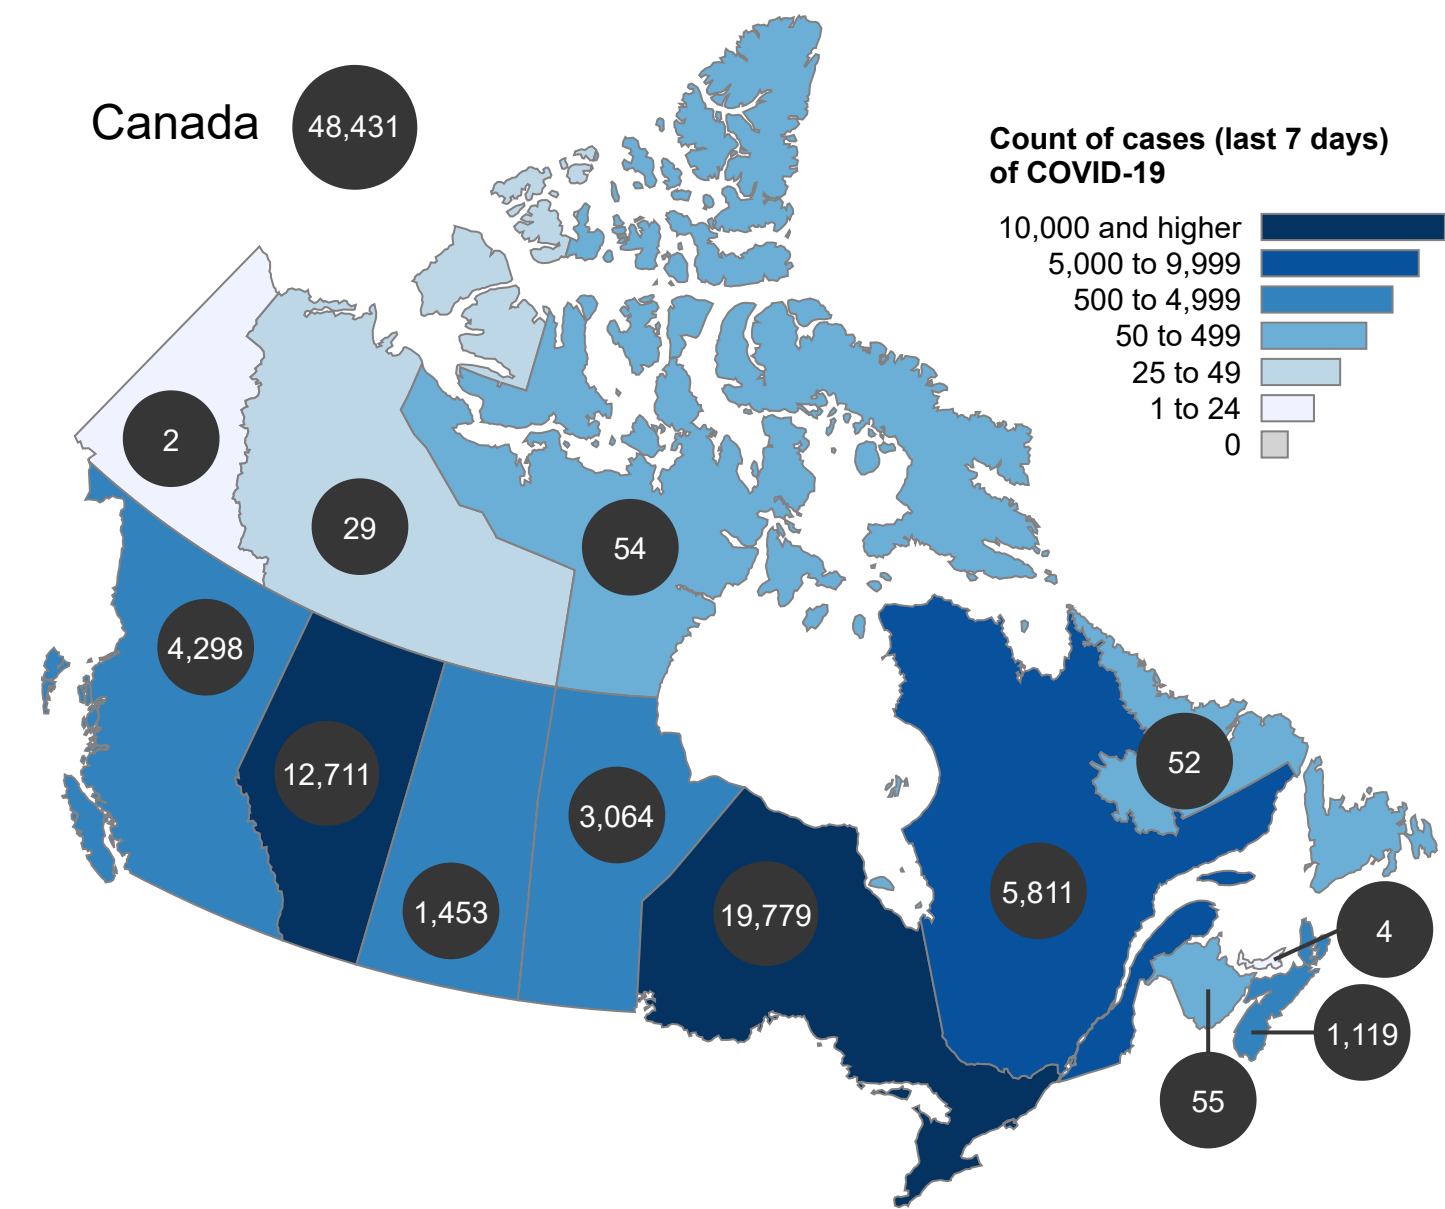 Canada
48,431
Count of cases (last 7 days)
of COVID-19
10,000 and higher
5,000 to 9,999
500 to 4,999
50 to 499
25 to 49
1 to 24
0
2
29
54
4,298
12,711
1,453
3,064
19,779
5,811
52
4
1,119
55